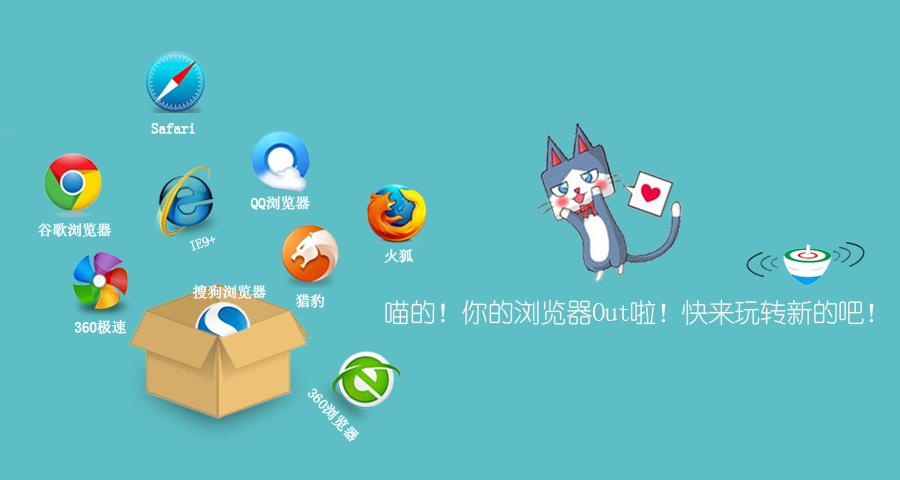 Safari
QQ浏览器
谷歌浏览器
IE9+
火狐
搜狗浏览器
猎豹
360极速
喵的！你的浏览器Out啦！快来玩转新的吧！
360浏览器